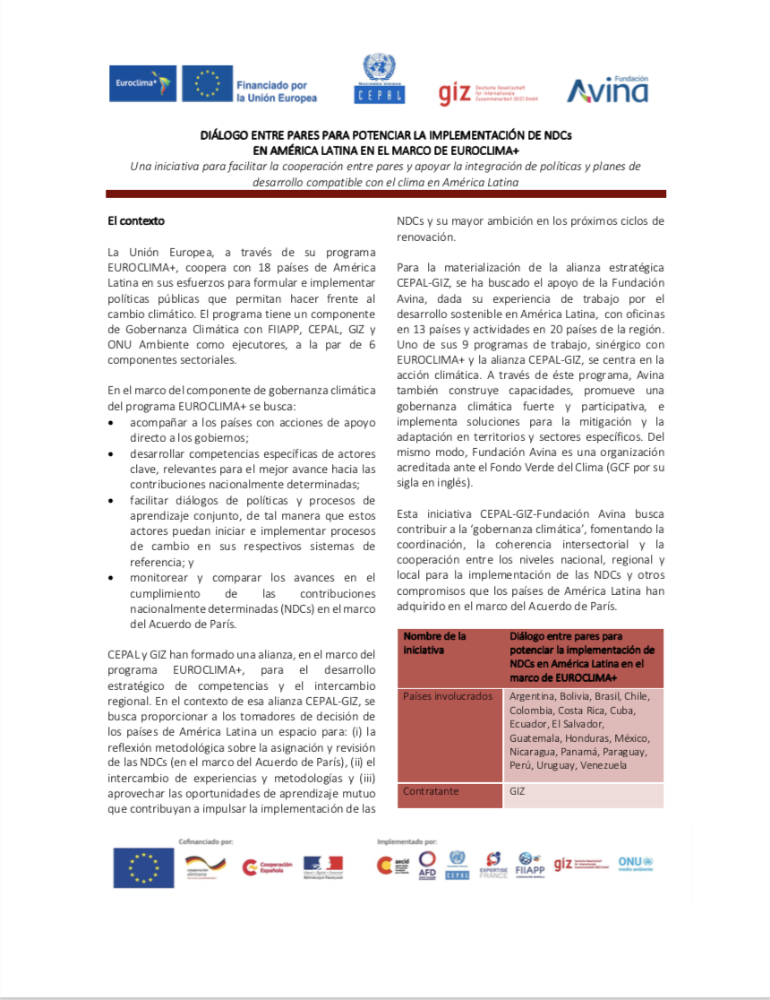 Euroclima+
Financiado por
la Unión Europea
NACIONES UNIDAS
CEPAL
giz Deutsche Gesellschaft
für Internationale
Zusammenarbeit (GIZ) GmbH
Fundación
Avina
DIÁLOGO ENTRE PARES PARA POTENCIAR LA IMPLEMENTACIÓN DE NDCs
EN AMÉRICA LATINA EN EL MARCO DE EUROCLIMA+
Una iniciativa para facilitar la cooperación entre pares y apoyar la integración de políticas y planes de
desarrollo compatible con el clima en América Latina
El contexto
La Unión Europea, a través de su programa
EUROCLIMA+, coopera con 18 países de América
Latina en sus esfuerzos para formular e implementar
políticas públicas que permitan hacer frente al
cambio climático. El programa tiene un componente
de Gobernanza Climática con FIIAPP, CEPAL, GIZ y
ONU Ambiente como ejecutores, a la par de 6
componentes sectoriales.
En el marco del componente de gobernanza climática
del programa EUROCLIMA+ se busca:
• acompañar a los países con acciones de apoyo
directo a los gobiernos;
• desarrollar competencias específicas de actores
clave, relevantes para el mejor avance hacia las
contribuciones nacionalmente determinadas;
• facilitar diálogos de políticas y procesos de
aprendizaje conjunto, de tal manera que estos
actores puedan iniciar e implementar procesos
de cambio en sus respectivos sistemas de
referencia; y
• monitorear y comparar los avances en el
cumplimiento de las contribuciones
nacionalmente determinadas (NDCs) en el marco
del Acuerdo de París.
CEPAL y GIZ han formado una alianza, en el marco del
programa EUROCLIMA+, para el desarrollo
estratégico de competencias y el intercambio
regional. En el contexto de esa alianza CEPAL-GIZ, se
busca proporcionar a los tomadores de decisión de
los países de América Latina un espacio para: (i) la
reflexión metodológica sobre la asignación y revisión
de las NDCs (en el marco del Acuerdo de París), (ii) el
intercambio de experiencias y metodologías y (iii)
aprovechar las oportunidades de aprendizaje mutuo
que contribuyan a impulsar la implementación de las
NDCs y su mayor ambición en los próximos ciclos de
renovación.
Para la materialización de la alianza estratégica
CEPAL-GIZ, se ha buscado el apoyo de la Fundación
Avina, dada su experiencia de trabajo por el
desarrollo sostenible en América Latina, con oficinas
en 13 países y actividades en 20 países de la región.
Uno de sus 9 programas de trabajo, sinérgico con
EUROCLIMA+ y la alianza CEPAL-GIZ, se centra en la
acción climática. A través de éste programa, Avina
también construye capacidades, promueve una
gobernanza climática fuerte y participativa, e
implementa soluciones para la mitigación y la
adaptación en territorios y sectores específicos. Del
mismo modo, Fundación Avina es una organización
acreditada ante el Fondo Verde del Clima (GCF por su
sigla en inglés).
Esta iniciativa CEPAL-GIZ-Fundación Avina busca
contribuir a la ‘gobernanza climática’, fomentando la
coordinación, la coherencia intersectorial y la
cooperación entre los niveles nacional, regional y
local para la implementación de las NDCs y otros
compromisos que los países de América Latina han
adquirido en el marco del Acuerdo de París.
Nombre de la
iniciativa
Diálogo entre pares para
potenciar la implementación de
NDCs en América Latina en el
marco de EUROCLIMA+
Países involucrados
Argentina, Bolivia, Brasil, Chile,
Colombia, Costa Rica, Cuba,
Ecuador, El Salvador,
Guatemala, Honduras, México,
Nicaragua, Panamá, Paraguay,
Perú, Uruguay, Venezuela
Contratante
GIZ
Cofinanciado por:
Implementado por:
cooperación
alemana
Cooperación
Española
RÉPUBLIQUE FRANÇAISE
aecid
AFD
CEPAL
EXPERTISE
FRANCE
FIIAPP
giz
ONU
medio ambiente